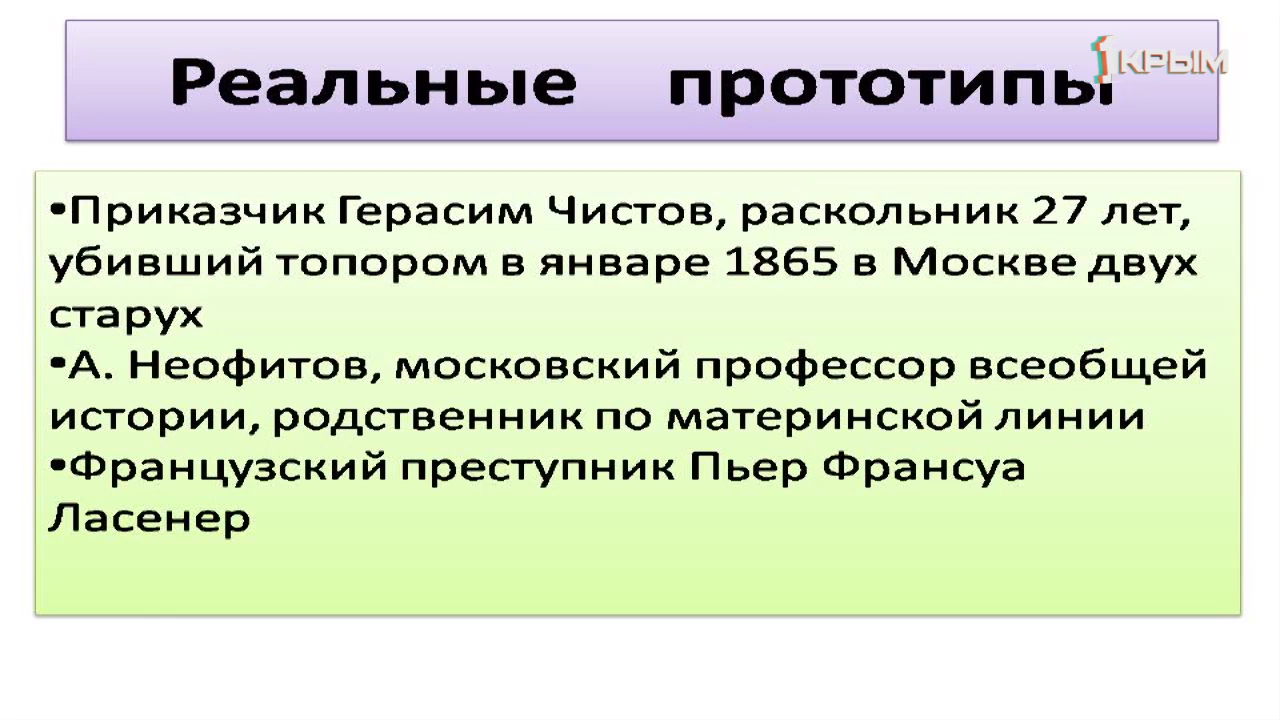 Реальные прототипы
1КРЫМ
•Приказчик Герасим Чистов, раскольник 27 лет,
убивший топором в январе 1865 в Москве двух
старух
•А. Неофитов, московский профессор всеобщей
истории, родственник по материнской линии
•Французский преступник Пьер Франсуа
Ласенер